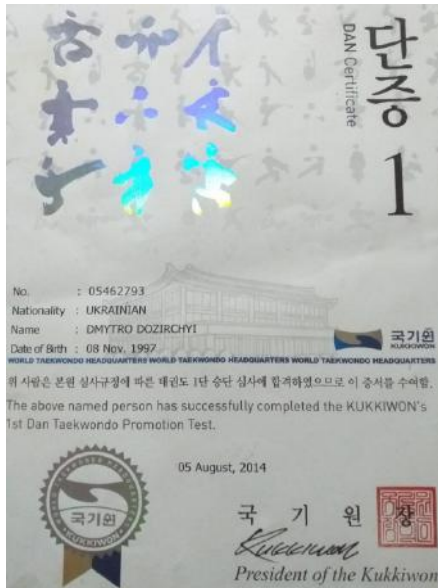 단증
DAN Certificate
1
No. : 05462793
Nationality : UKRAINIAN
Name : DMYTRO DOZIRCHYI
Date of Birth : 08 Nov. 1997
국기원
KUKKIWON
WORLD TAEKWONDO HEADQUARTERS WORLD TAEKWONDO HEADQUARTERS WORLD TAEKWONDO HEADQUARTERS
위 사람은 본원 심사규정에 따른 태권도 1단 승단 심사에 합격하였으므로 이 증서를 수여함.
The above named person has successfully completed the KUKKIWON's
1st Dan Taekwondo Promotion Test.
05 August, 2014
국기원
KUKKIWON
국 기 원 장
Kukkiwon
President of the Kukkiwon